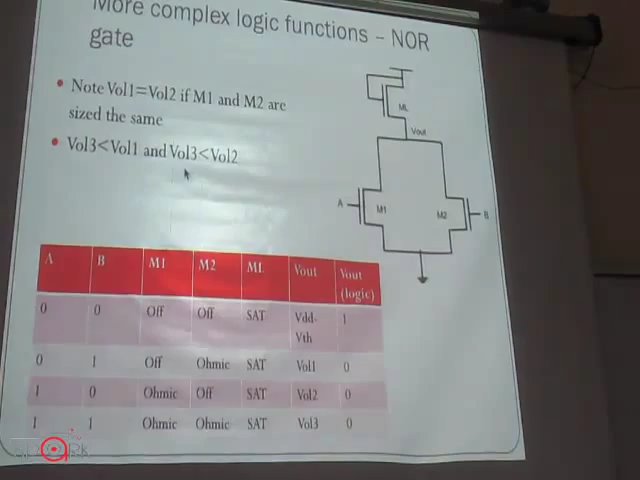 More complex logic functions – NOR
gate
• Note Vol1=Vol2 if M1 and M2 are
sized the same
• Vol3<Vol1 and Vol3<Vol2
ML
Vout
A
M1
M2
B
A B M1 M2 ML Vout Vout
(logic)
0 0 Off Off SAT Vdd- 1
Vth
0 1 Off Ohmic SAT Vol1 0
1 0 Ohmic Off SAT Vol2 0
1 1 Ohmic Ohmic SAT Vol3 0